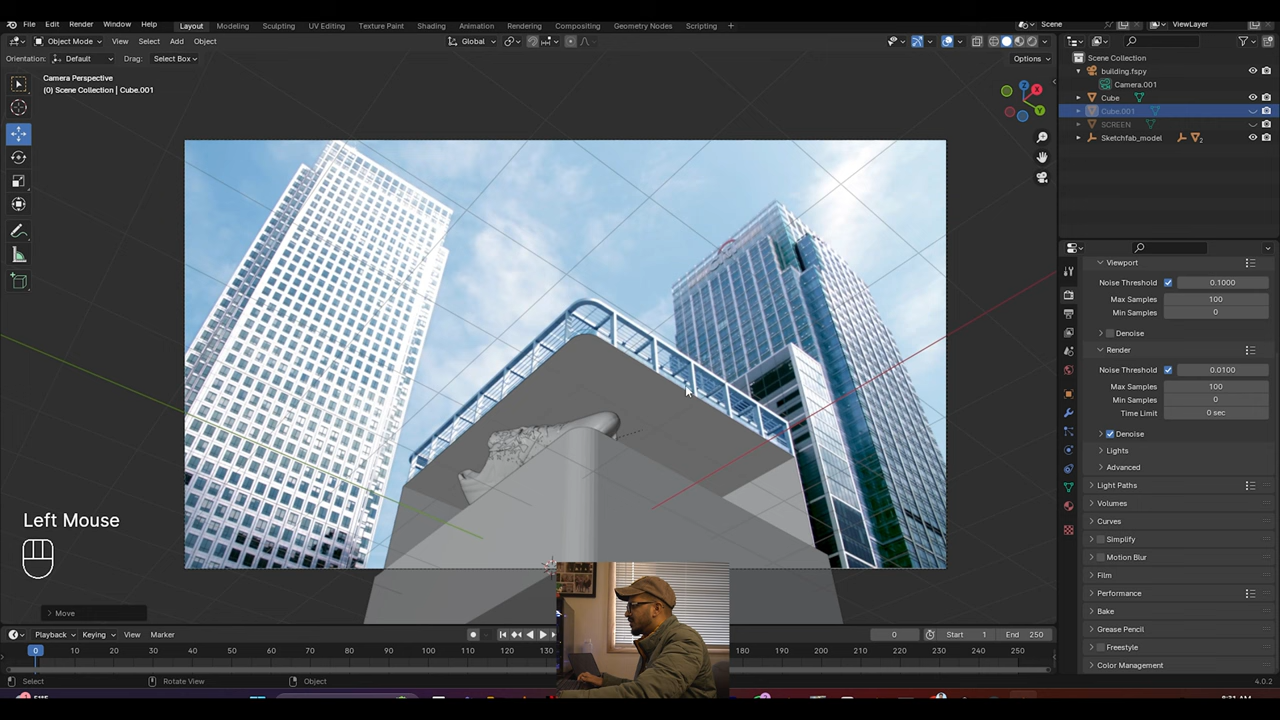 File Edit Render Window Help Layout Modeling Sculpting UV Editing Texture Paint Shading Animation Rendering Compositing Geometry Nodes Scripting + Scene ViewLayer
Object Mode View Select Add Object Global
Orientation: Default Drag: Select Box Options
Camera Perspective
(0) Scene Collection | Cube.001
Scene Collection
building.fspy
Camera.001
Cube
Cube.001
SCREEN
Sketchfab_model 2
Viewport
Noise Threshold 0.1000
Max Samples 100
Min Samples 0
Denoise
Render
Noise Threshold 0.0100
Max Samples 100
Min Samples 0
Time Limit 0 sec
Denoise
Lights
Advanced
Light Paths
Volumes
Curves
Simplify
Motion Blur
Film
Performance
Bake
Grease Pencil
Freestyle
Color Management
Left Mouse
Move
Playback Keying View Marker 0 Start 1 End 250
0 10 20 30 40 50 60 70 80 90 100 110 120 130 180 190 200 210 220 230 240 250
Select Rotate View Object 4.0.2